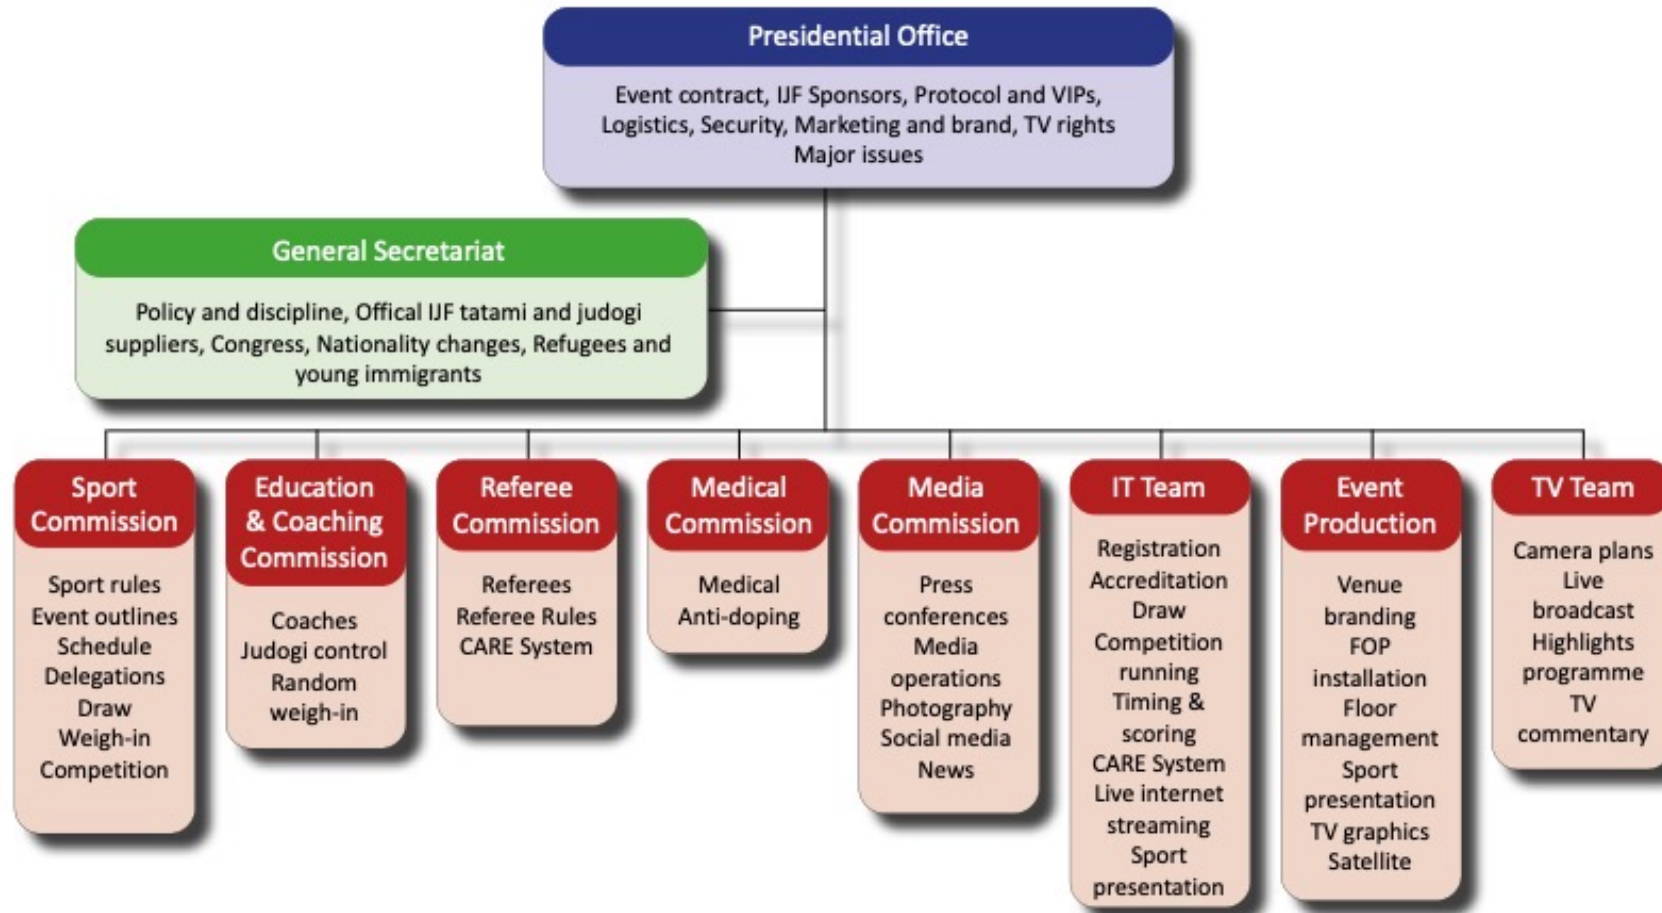 Presidential Office
Event contract, IJF Sponsors, Protocol and VIPs,
Logistics, Security, Marketing and brand, TV rights
Major issues
General Secretariat
Policy and discipline, Offical IJF tatami and judogi
suppliers, Congress, Nationality changes, Refugees and
young immigrants
Sport
Commission
Sport rules
Event outlines
Schedule
Delegations
Draw
Weigh-in
Competition
Education
& Coaching
Commission
Coaches
Judogi control
Random
weigh-in
Referee
Commission
Referees
Referee Rules
CARE System
Medical
Commission
Medical
Anti-doping
Media
Commission
Press
conferences
Media
operations
Photography
Social media
News
IT Team
Registration
Accreditation
Draw
Competition
running
Timing &
scoring
CARE System
Live internet
streaming
Sport
presentation
Event
Production
Venue
branding
FOP
installation
Floor
management
Sport
presentation
TV graphics
Satellite
TV Team
Camera plans
Live
broadcast
Highlights
programme
TV
commentary